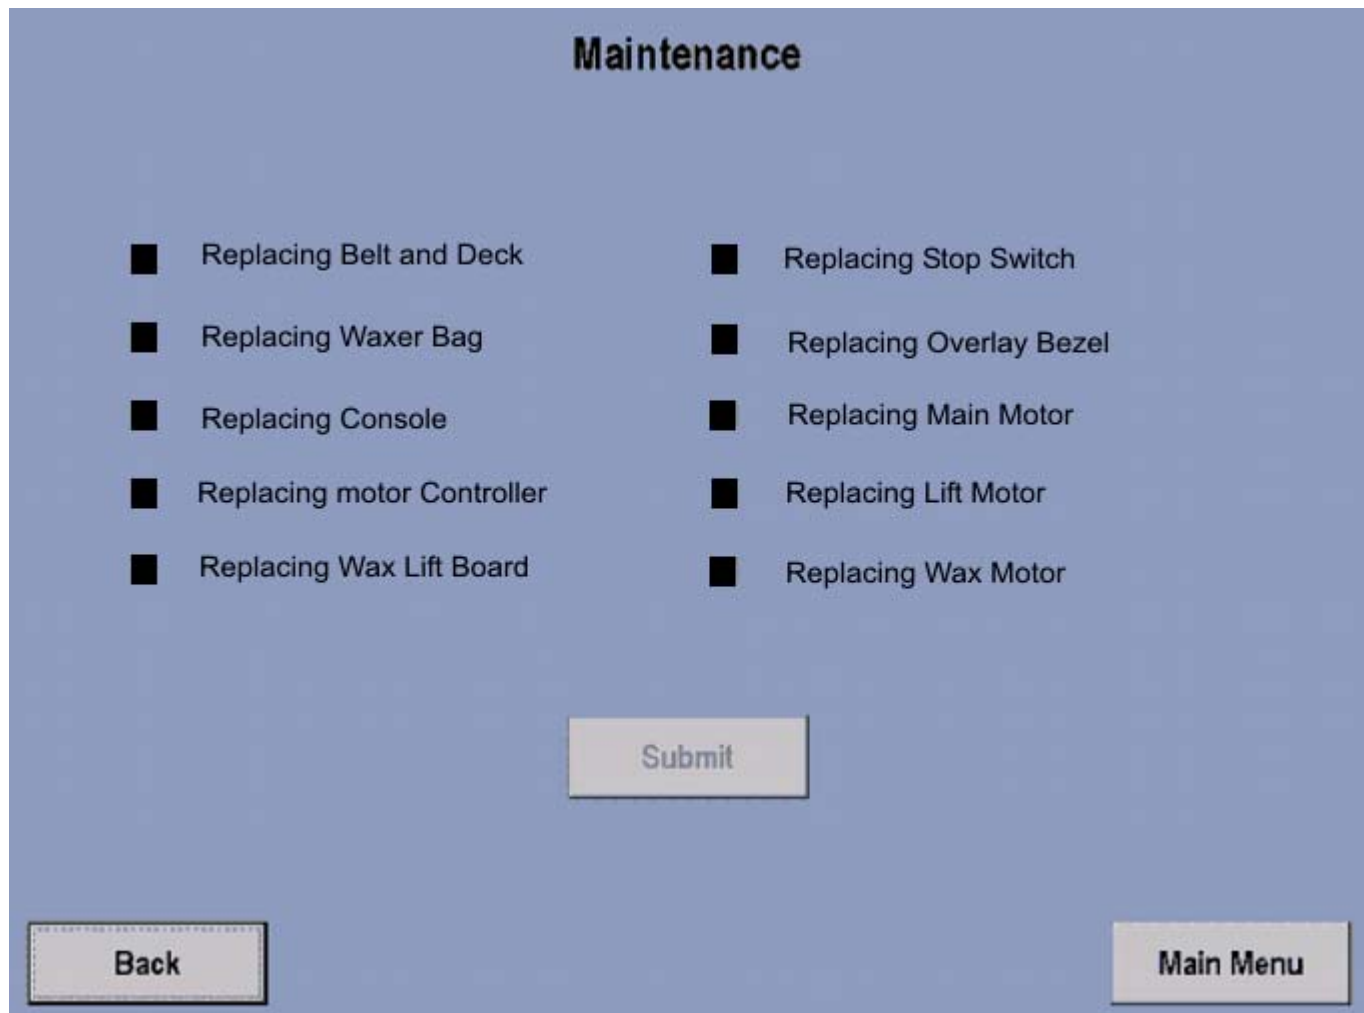 Maintenance
Replacing Belt and Deck
Replacing Waxer Bag
Replacing Console
Replacing motor Controller
Replacing Wax Lift Board
Replacing Stop Switch
Replacing Overlay Bezel
Replacing Main Motor
Replacing Lift Motor
Replacing Wax Motor
Submit
Back
Main Menu